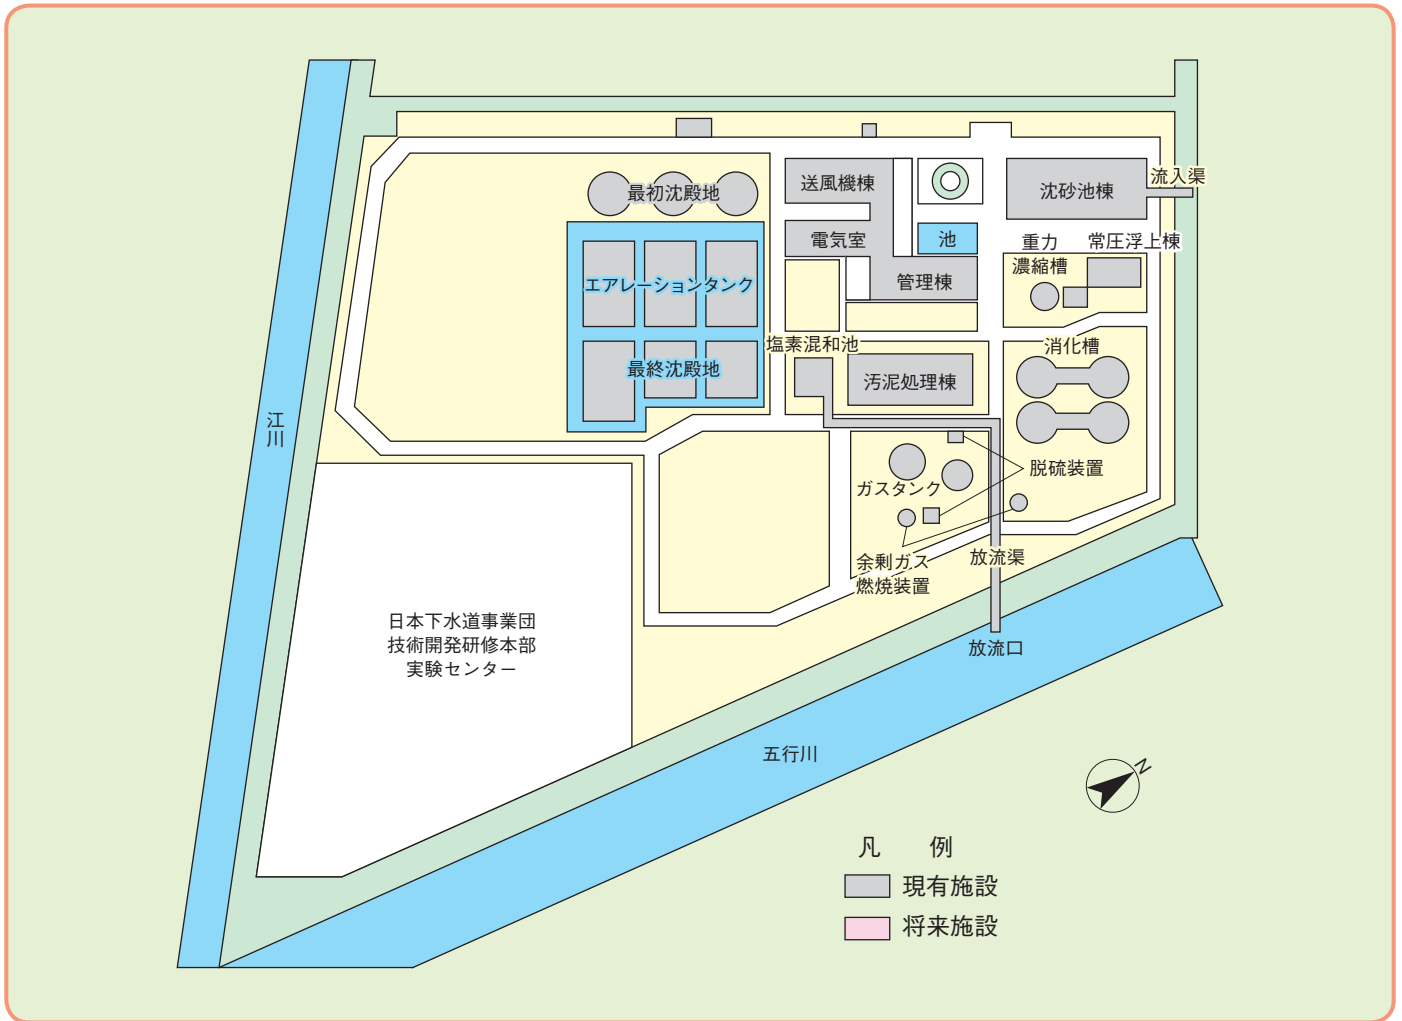 送風機棟
沈砂池棟
流入渠
最初沈殿地
電気室
池
重力
濃縮槽
常圧浮上棟
管理棟
エアレーションタンク
塩素混和池
消化槽
最終沈殿地
汚泥処理棟
江川
脱硫装置
ガスタンク
余剰ガス
燃焼装置
放流渠
放流口
日本下水道事業団
技術開発研修本部
実験センター
五行川
N
凡 例
現有施設
将来施設